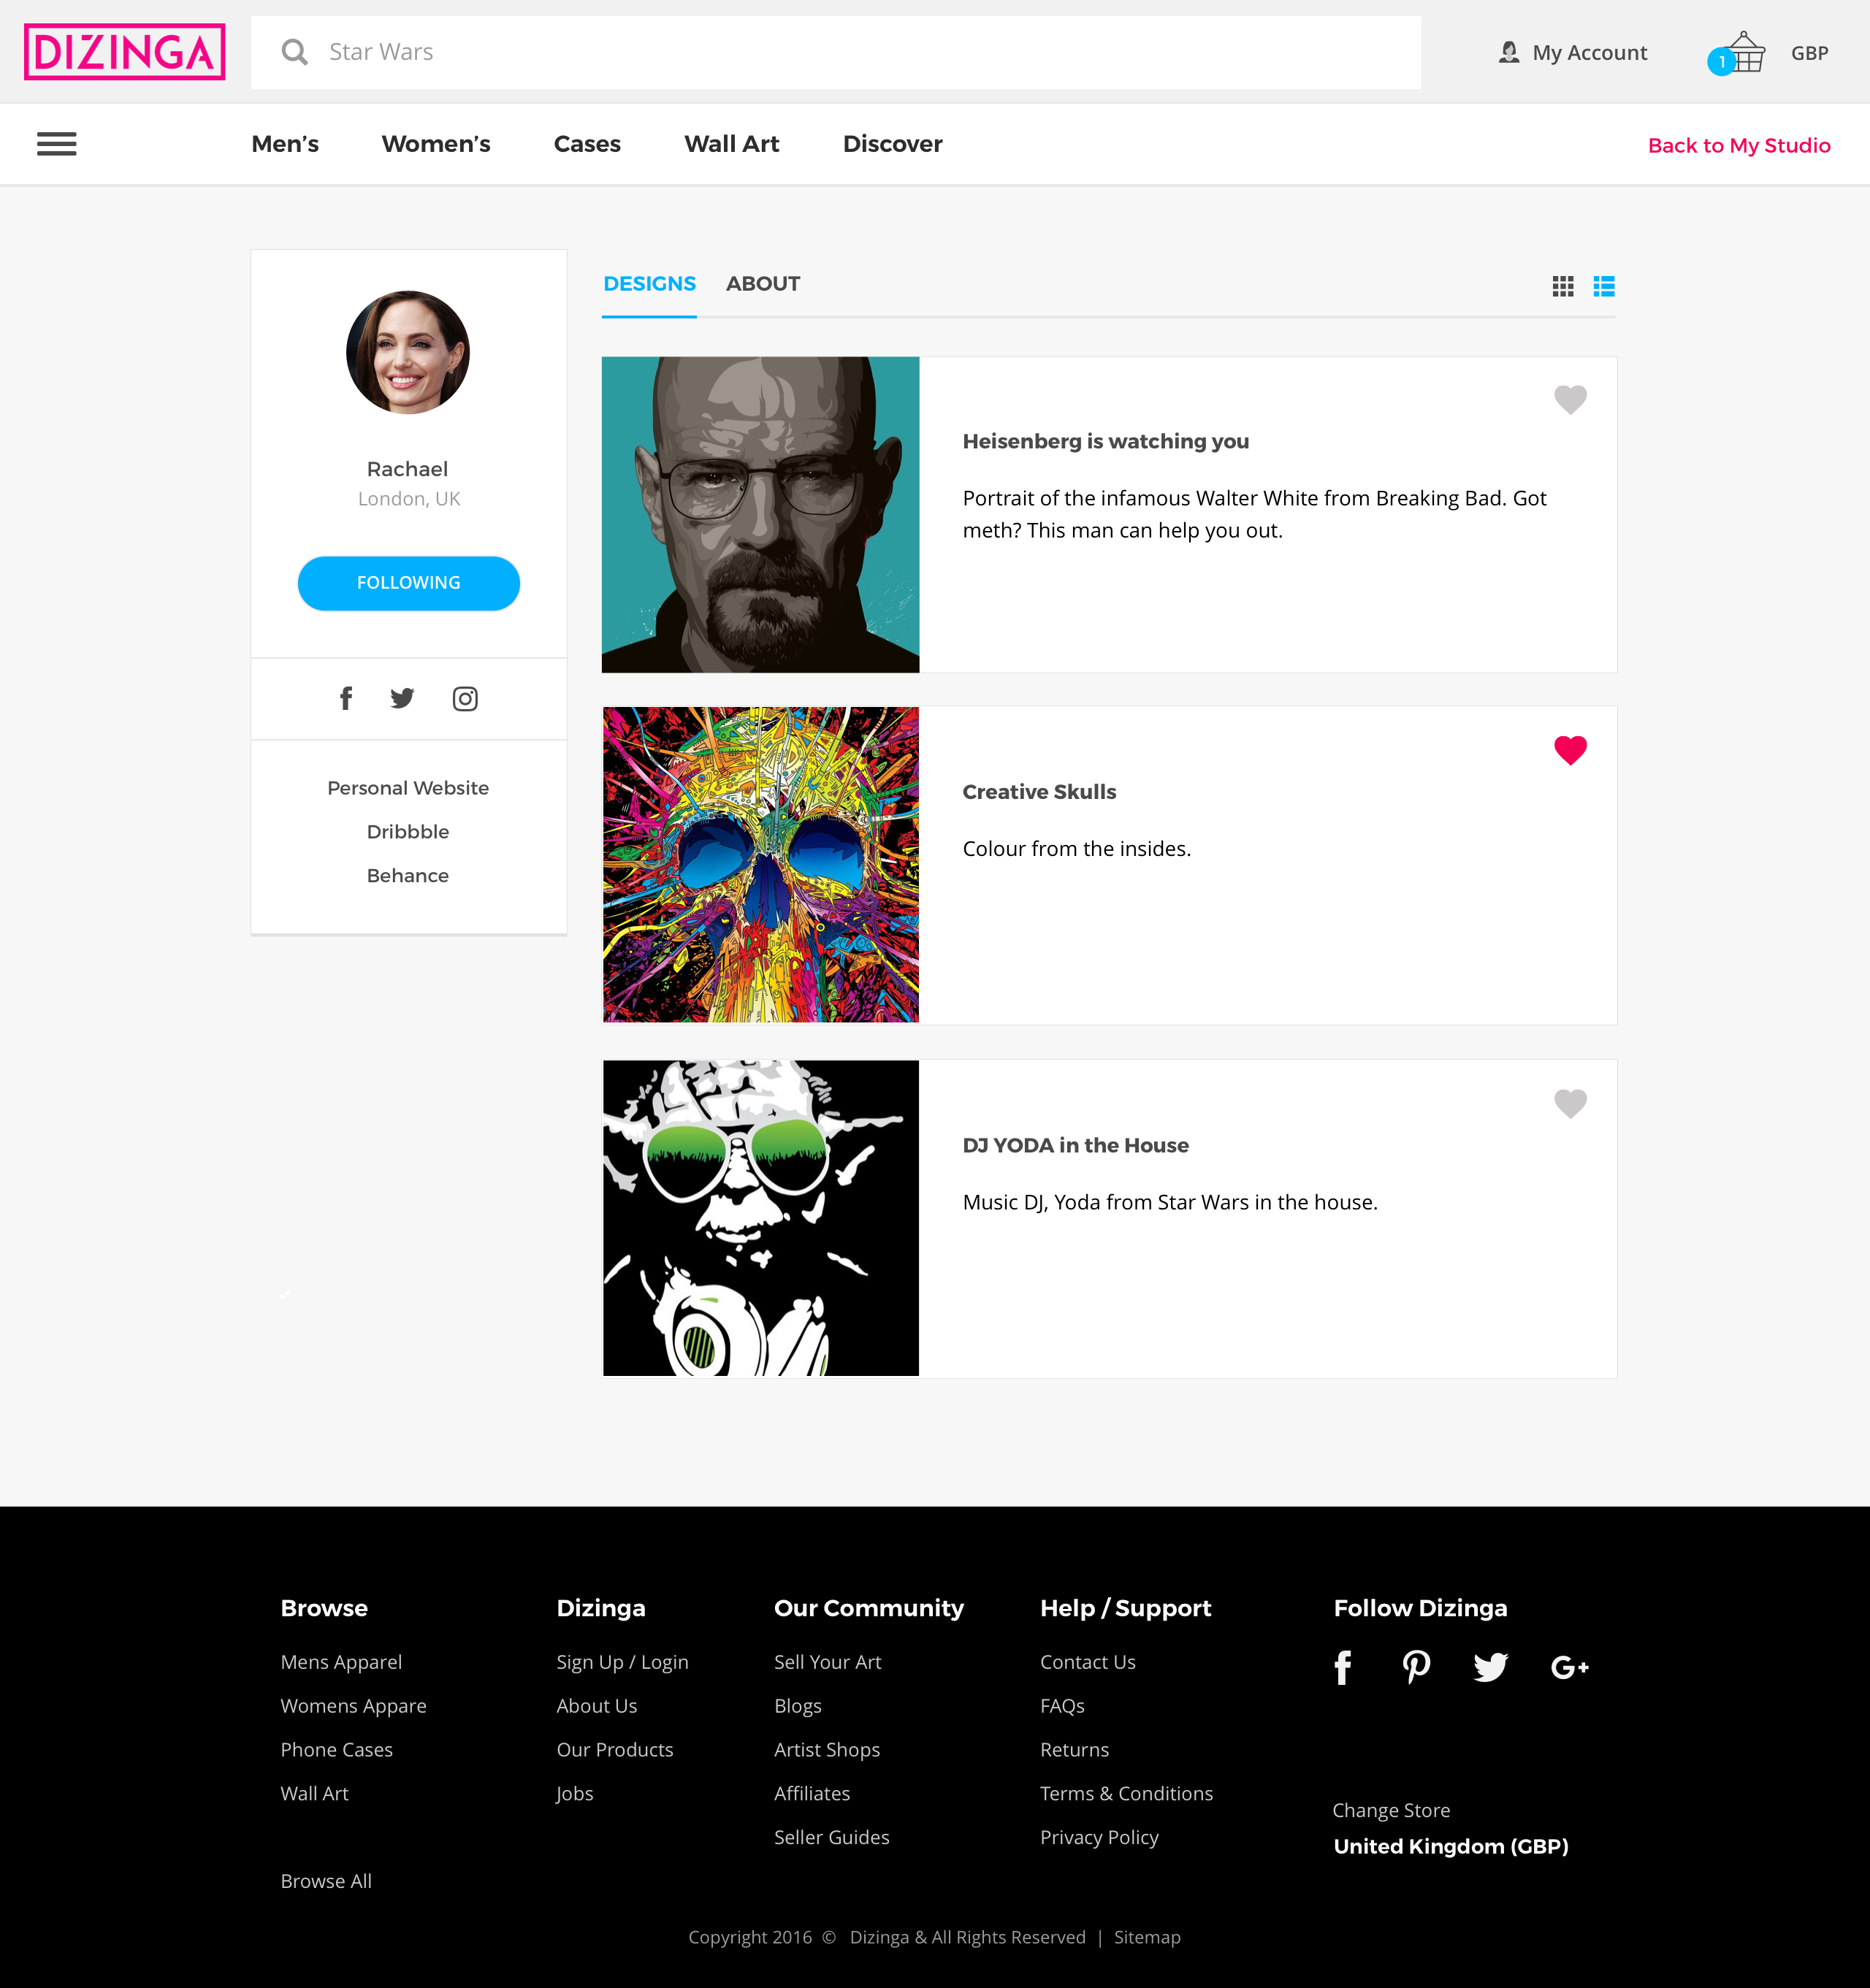 DIZINGA
Star Wars
My Account
1
GBP
Men’s
Women’s
Cases
Wall Art
Discover
Back to My Studio
Rachael
London, UK
FOLLOWING
Personal Website
Dribbble
Behance
DESIGNS
ABOUT
Heisenberg is watching you
Portrait of the infamous Walter White from Breaking Bad. Got
meth? This man can help you out.
Creative Skulls
Colour from the insides.
DJ YODA in the House
Music DJ, Yoda from Star Wars in the house.
Browse
Mens Apparel
Womens Appare
Phone Cases
Wall Art
Browse All
Dizinga
Sign Up / Login
About Us
Our Products
Jobs
Our Community
Sell Your Art
Blogs
Artist Shops
Affiliates
Seller Guides
Help / Support
Contact Us
FAQs
Returns
Terms & Conditions
Privacy Policy
Follow Dizinga
Change Store
United Kingdom (GBP)
Copyright 2016 © Dizinga & All Rights Reserved | Sitemap